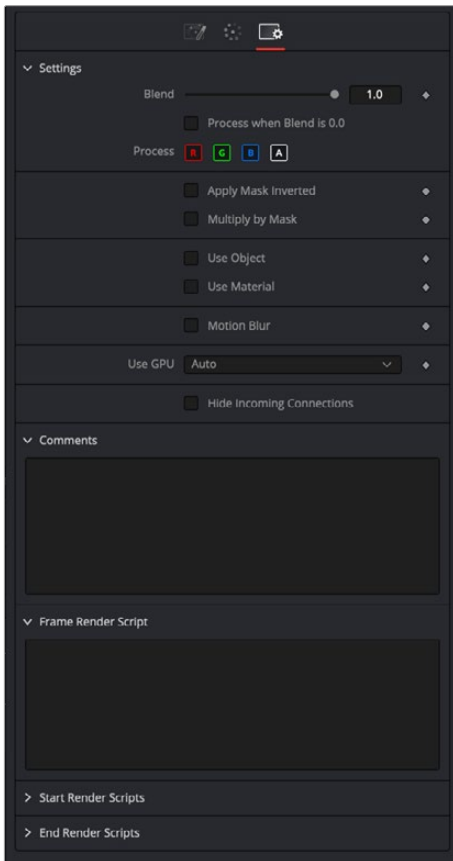 Settings
Blend 1.0
Process when Blend is 0.0
Process R G B A
Apply Mask Inverted
Multiply by Mask
Use Object
Use Material
Motion Blur
Use GPU Auto
Hide Incoming Connections
Comments
Frame Render Script
Start Render Scripts
End Render Scripts